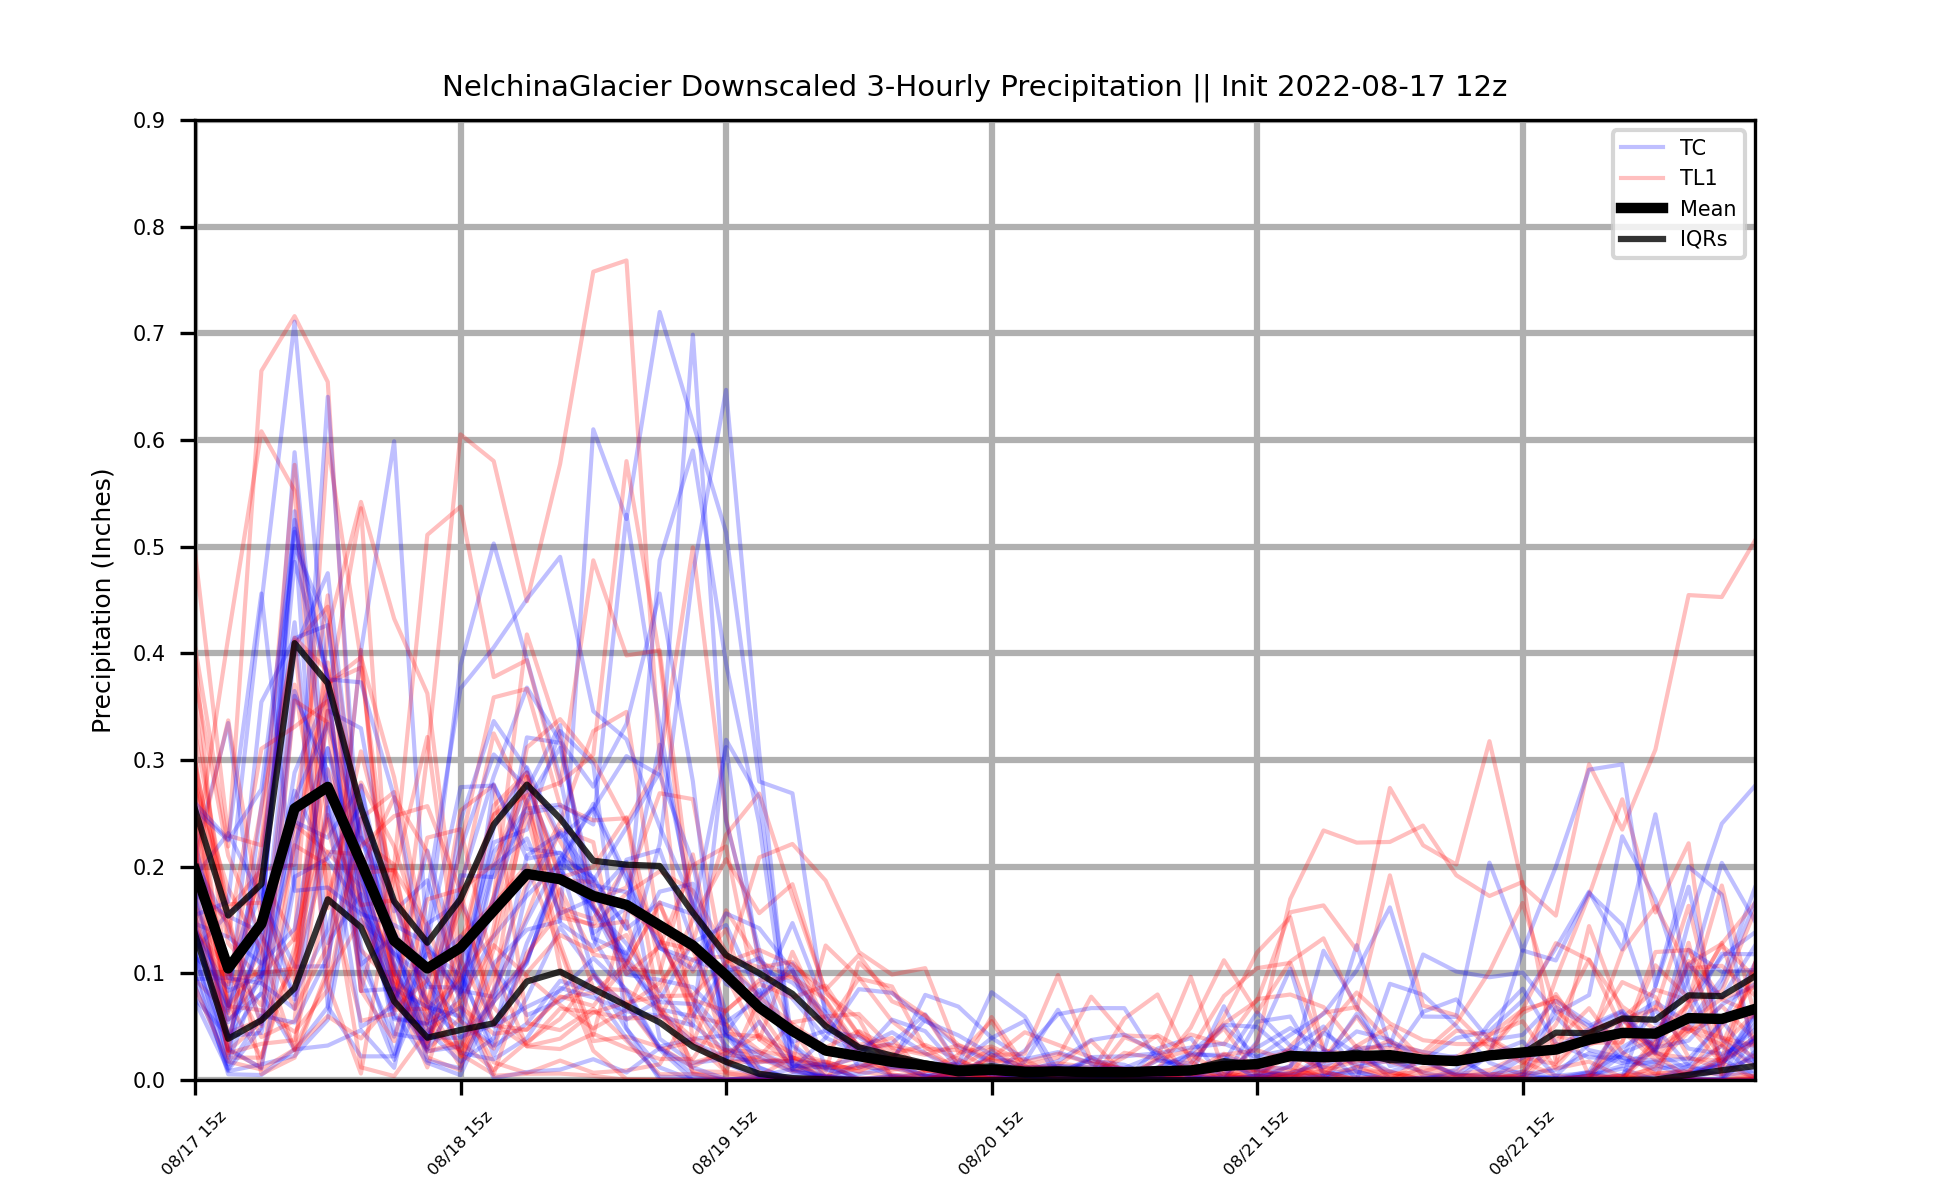 NelchinaGlacier Downscaled 3-Hourly Precipitation || Init 2022-08-17 12z
0.9
0.8
0.7
0.6
0.5
0.4
0.3
0.2
0.1
0.0
Precipitation (Inches)
TC
TL1
Mean
IQRs
08/17 15z
08/18 15z
08/19 15z
08/20 15z
08/21 15z
08/22 15z